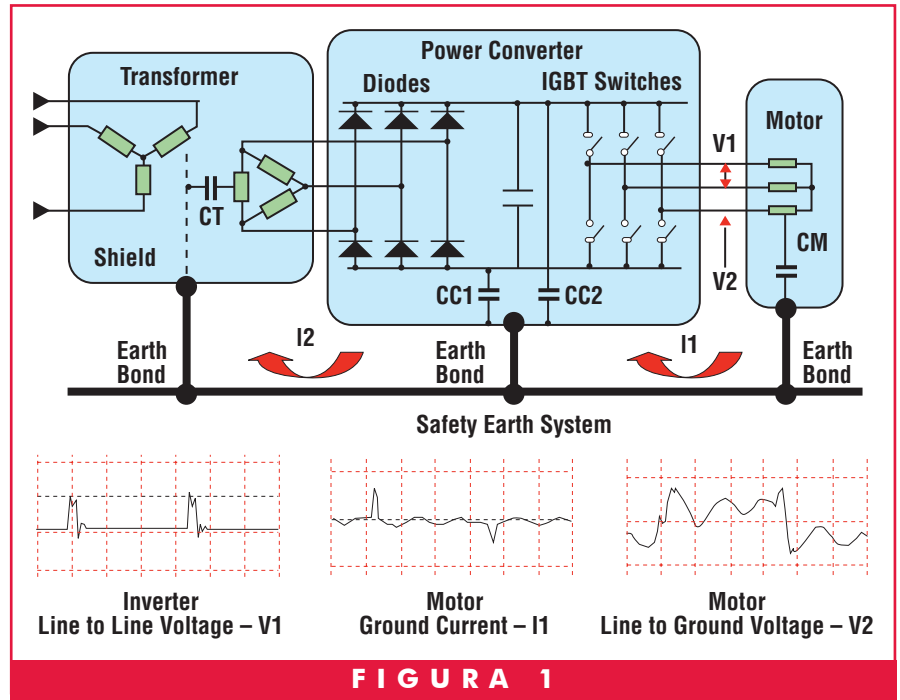 Power Converter
Transformer
Diodes
IGBT Switches
Motor
V1
CT
CM
Shield
V2
CC1
CC2
I2
I1
Earth
Bond
Earth
Bond
Earth
Bond
Safety Earth System
Inverter
Line to Line Voltage – V1
Motor
Ground Current – I1
Motor
Line to Ground Voltage – V2
FIGURA 1